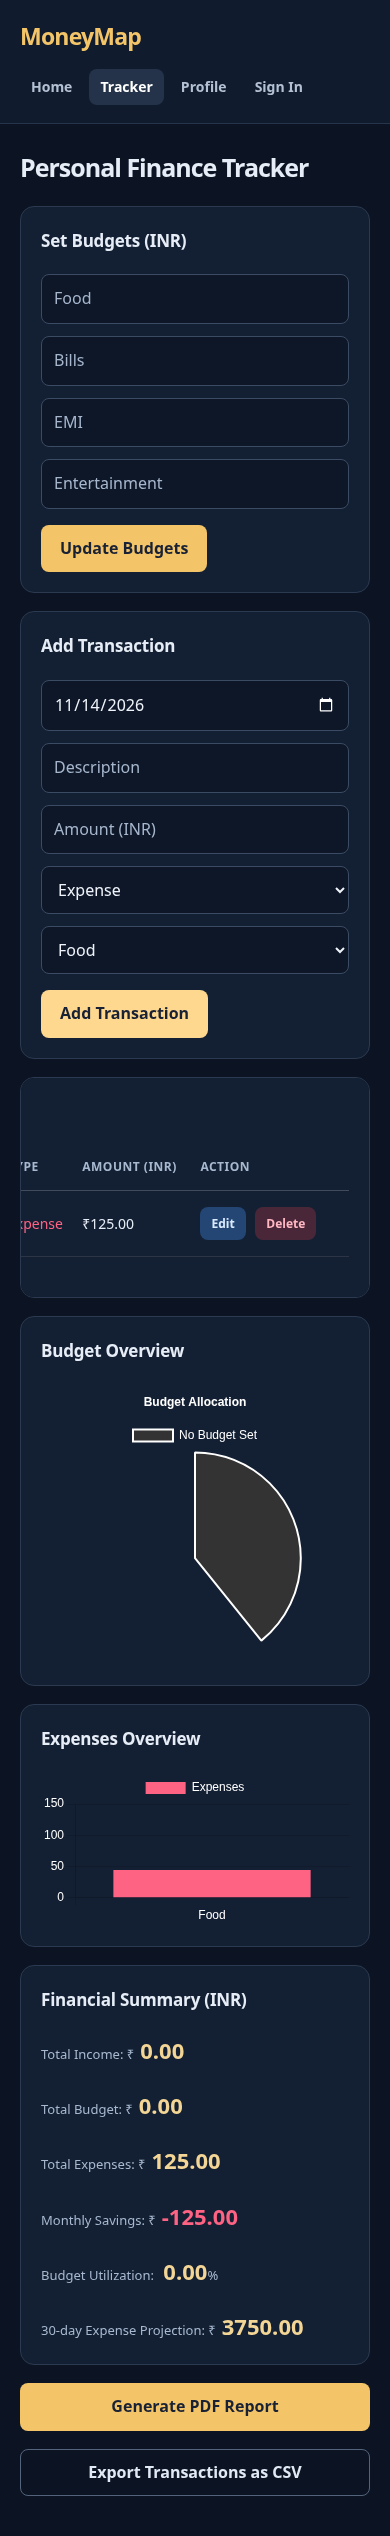 MoneyMap
Home Tracker Profile Sign In
Personal Finance Tracker
Set Budgets (INR)
Food
Bills
EMI
Entertainment
Update Budgets
Add Transaction
11/14/2026
Description
Amount (INR)
Expense
Food
Add Transaction
YPE AMOUNT (INR) ACTION
xpense ₹125.00 Edit Delete
Budget Overview
Budget Allocation
No Budget Set
Expenses Overview
Expenses
150
100
50
0
Food
Financial Summary (INR)
Total Income: ₹ 0.00
Total Budget: ₹ 0.00
Total Expenses: ₹ 125.00
Monthly Savings: ₹ -125.00
Budget Utilization: 0.00%
30-day Expense Projection: ₹ 3750.00
Generate PDF Report
Export Transactions as CSV